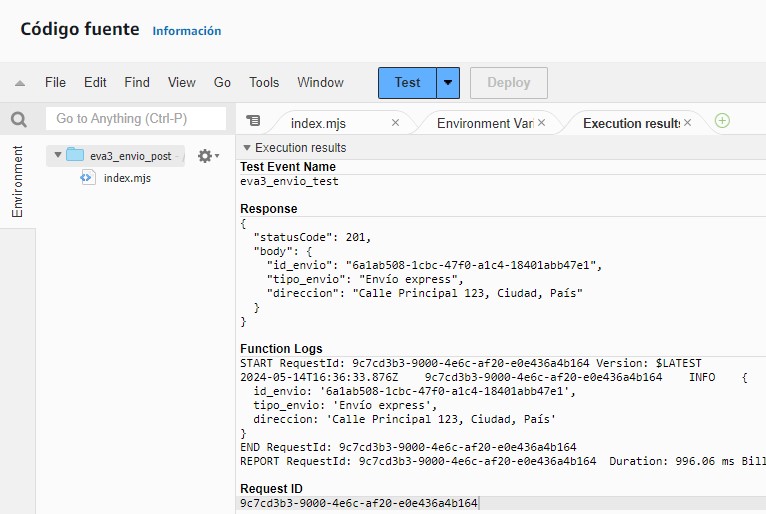 Código fuente Información
File Edit Find View Go Tools Window Test Deploy
Go to Anything (Ctrl-P)
index.mjs Environment Var Execution results
Environment
eva3_envio_post - /
index.mjs
Execution results
Test Event Name
eva3_envio_test
Response
{
  "statusCode": 201,
  "body": {
    "id_envio": "6a1ab508-1cbc-47f0-a1c4-18401abb47e1",
    "tipo_envio": "Envío express",
    "direccion": "Calle Principal 123, Ciudad, País"
  }
}
Function Logs
START RequestId: 9c7cd3b3-9000-4e6c-af20-e0e436a4b164 Version: $LATEST
2024-05-14T16:36:33.876Z    9c7cd3b3-9000-4e6c-af20-e0e436a4b164    INFO    {
  id_envio: '6a1ab508-1cbc-47f0-a1c4-18401abb47e1',
  tipo_envio: 'Envío express',
  direccion: 'Calle Principal 123, Ciudad, País'
}
END RequestId: 9c7cd3b3-9000-4e6c-af20-e0e436a4b164
REPORT RequestId: 9c7cd3b3-9000-4e6c-af20-e0e436a4b164  Duration: 996.06 ms Bill
Request ID
9c7cd3b3-9000-4e6c-af20-e0e436a4b164